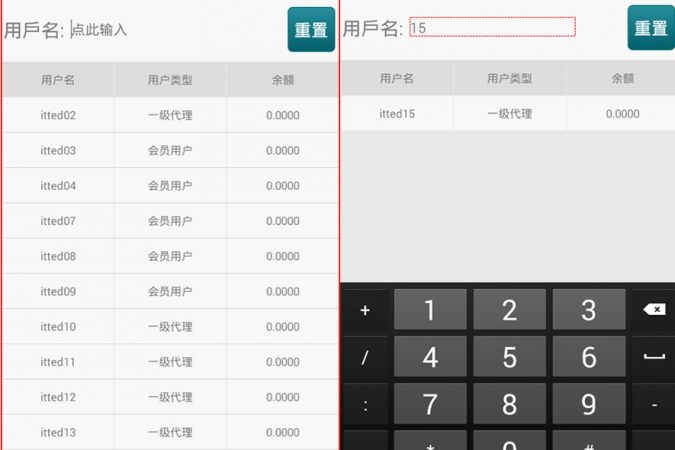 用戶名: 点此输入 重置
用户名 用户类型 余额
itted02 一级代理 0.0000
itted03 会员用户 0.0000
itted04 会员用户 0.0000
itted07 会员用户 0.0000
itted08 会员用户 0.0000
itted09 会员用户 0.0000
itted10 一级代理 0.0000
itted11 一级代理 0.0000
itted12 一级代理 0.0000
itted13 一级代理 0.0000
用戶名: 15 重置
用户名 用户类型 余额
itted15 一级代理 0.0000
+ 1 2 3
/ 4 5 6
: 7 8 9 -
* 0 #